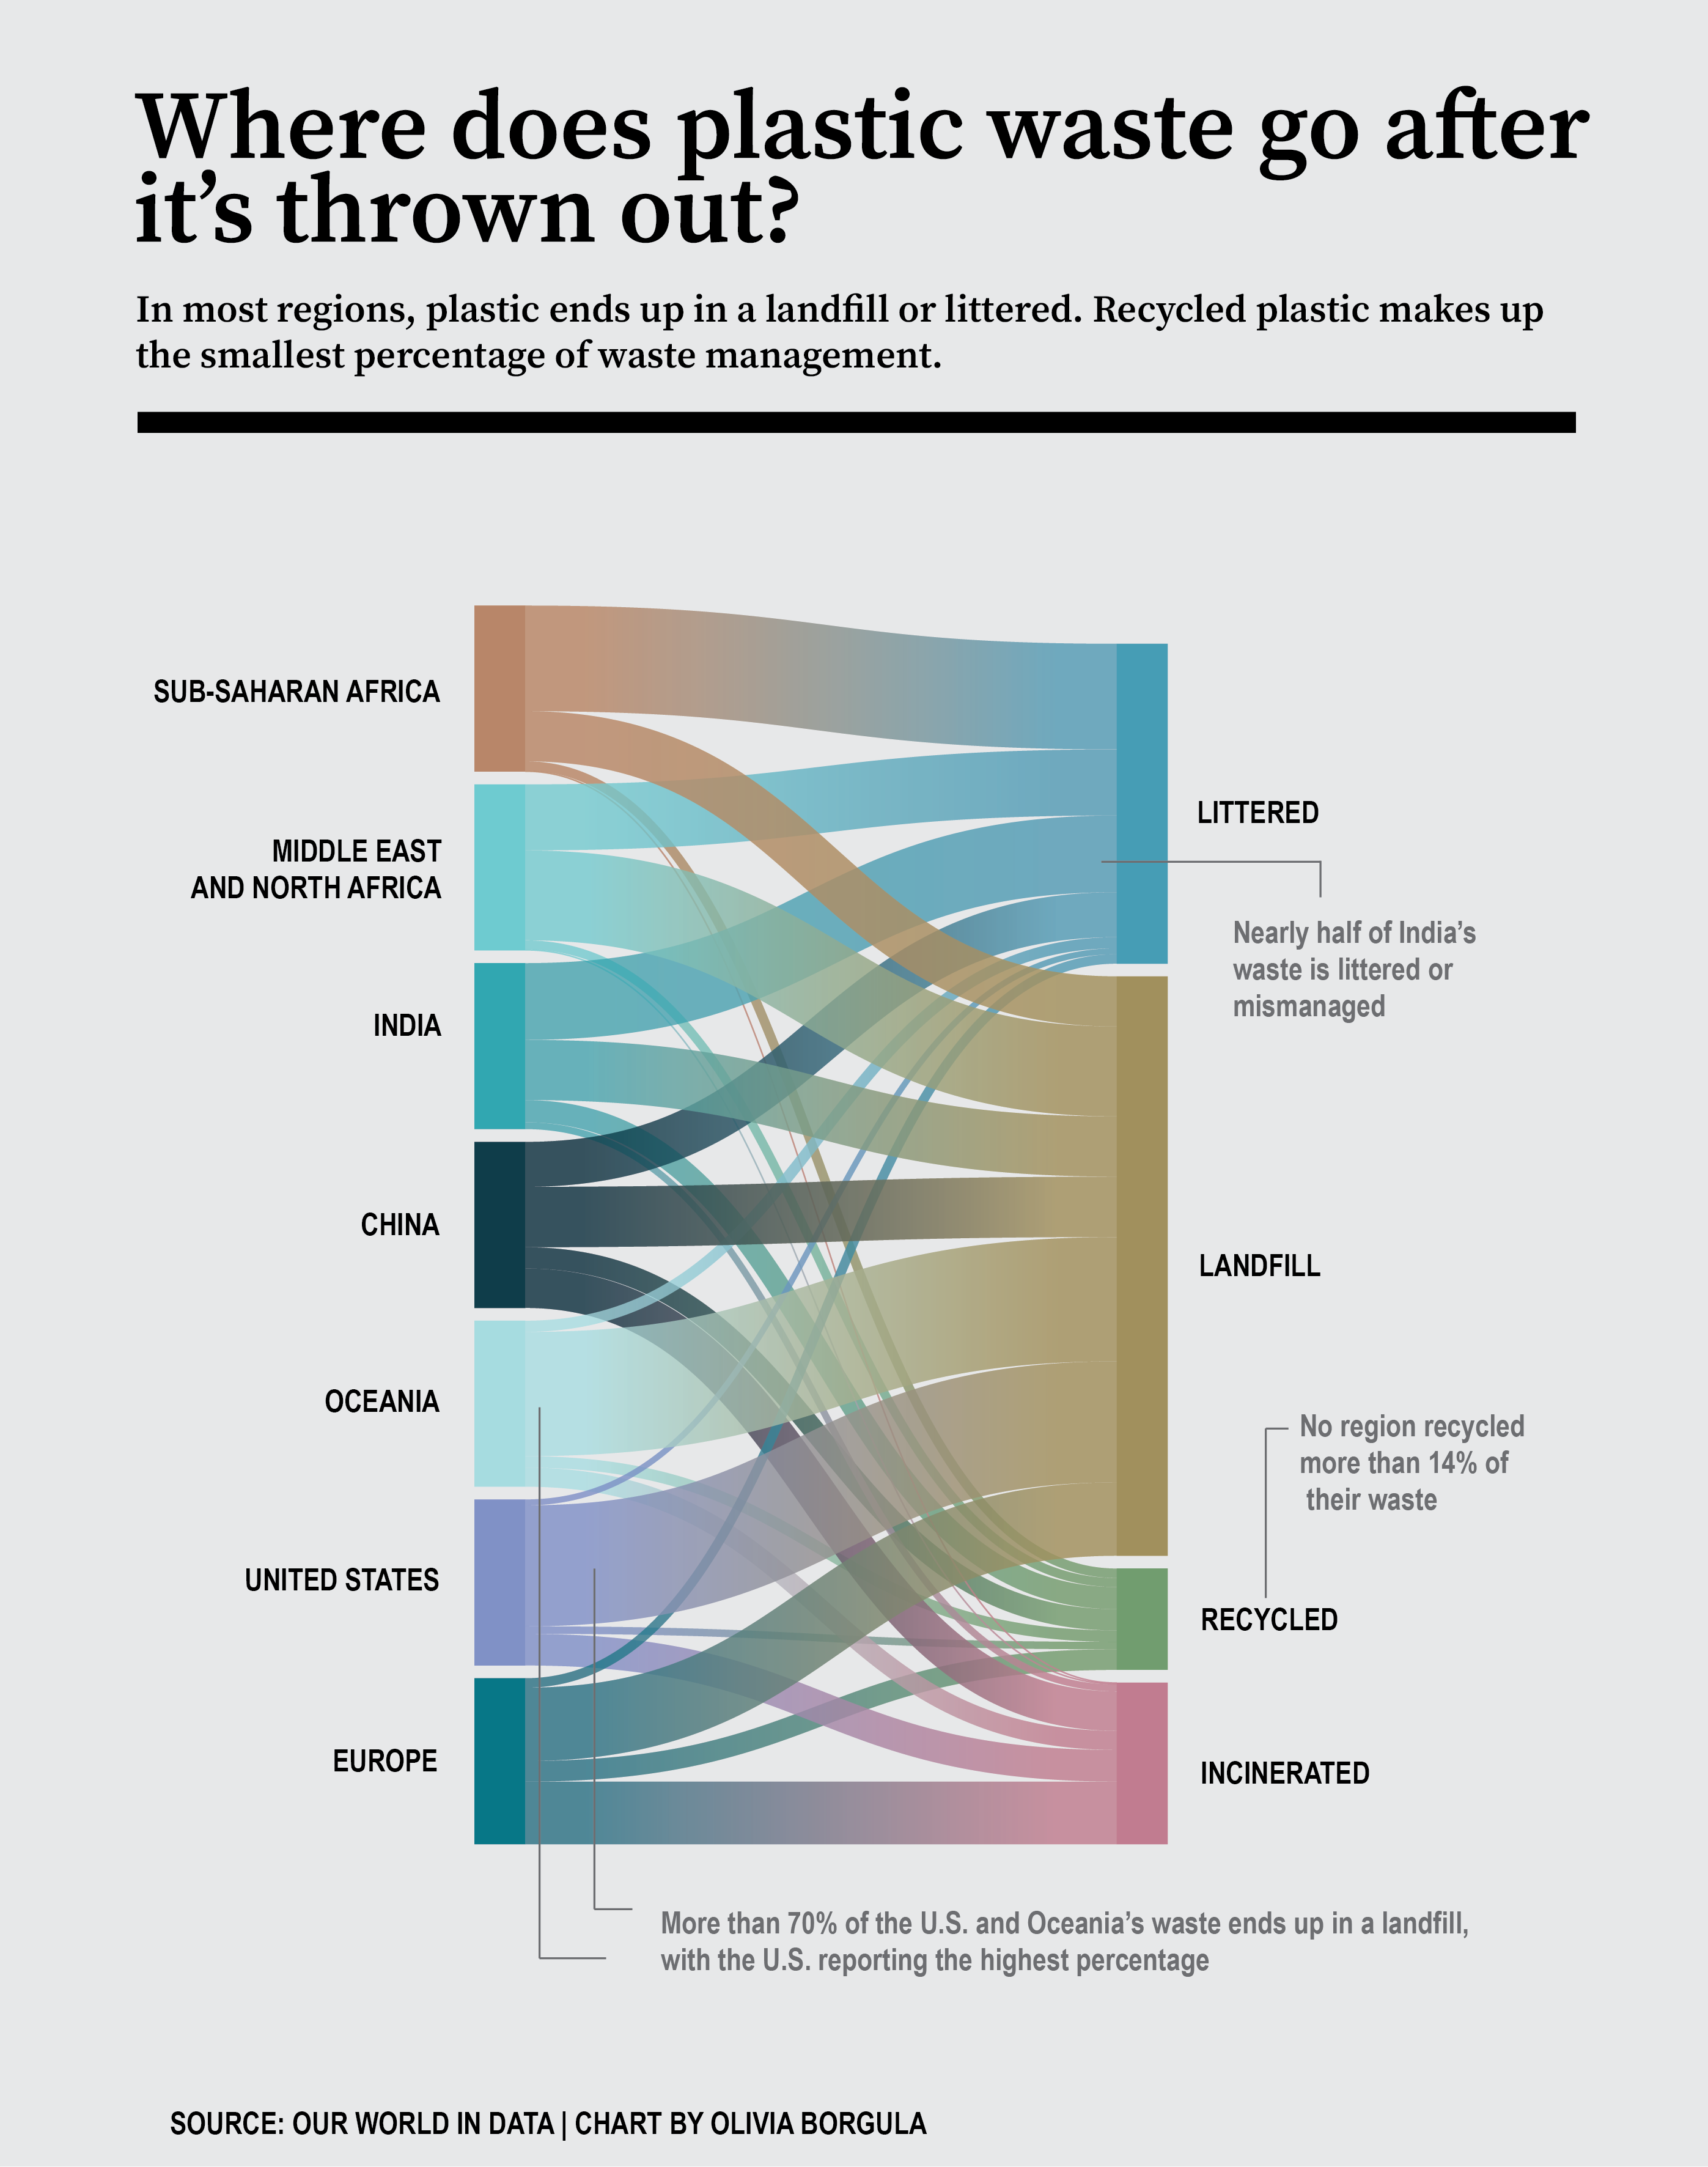 Where does plastic waste go after
it’s thrown out?
In most regions, plastic ends up in a landfill or littered. Recycled plastic makes up
the smallest percentage of waste management.
SUB-SAHARAN AFRICA
MIDDLE EAST
AND NORTH AFRICA
INDIA
CHINA
OCEANIA
UNITED STATES
EUROPE
LITTERED
Nearly half of India’s
waste is littered or
mismanaged
LANDFILL
No region recycled
more than 14% of
their waste
RECYCLED
INCINERATED
More than 70% of the U.S. and Oceania’s waste ends up in a landfill,
with the U.S. reporting the highest percentage
SOURCE: OUR WORLD IN DATA | CHART BY OLIVIA BORGULA